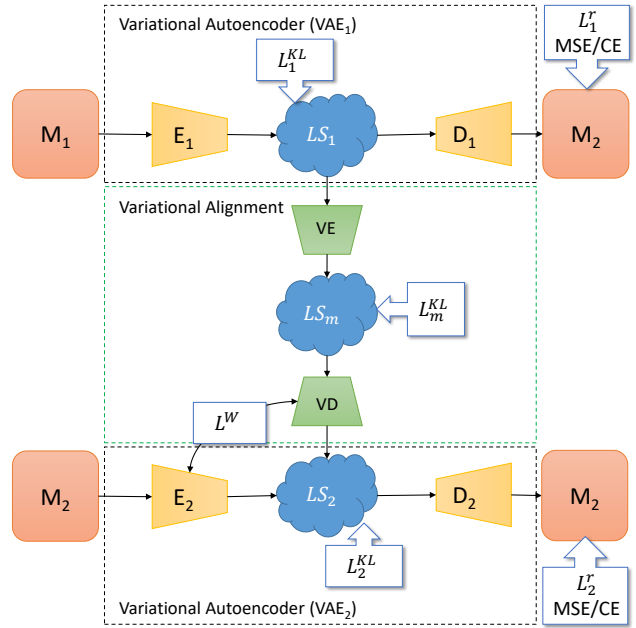 Variational Autoencoder (VAE₁)
L₁ᴷᴸ
L₁ʳ
MSE/CE
M₁
E₁
LS₁
D₁
M₂
Variational Alignment
VE
LSₘ
Lₘᴷᴸ
VD
Lᵂ
M₂
E₂
LS₂
D₂
M₂
L₂ᴷᴸ
L₂ʳ
MSE/CE
Variational Autoencoder (VAE₂)